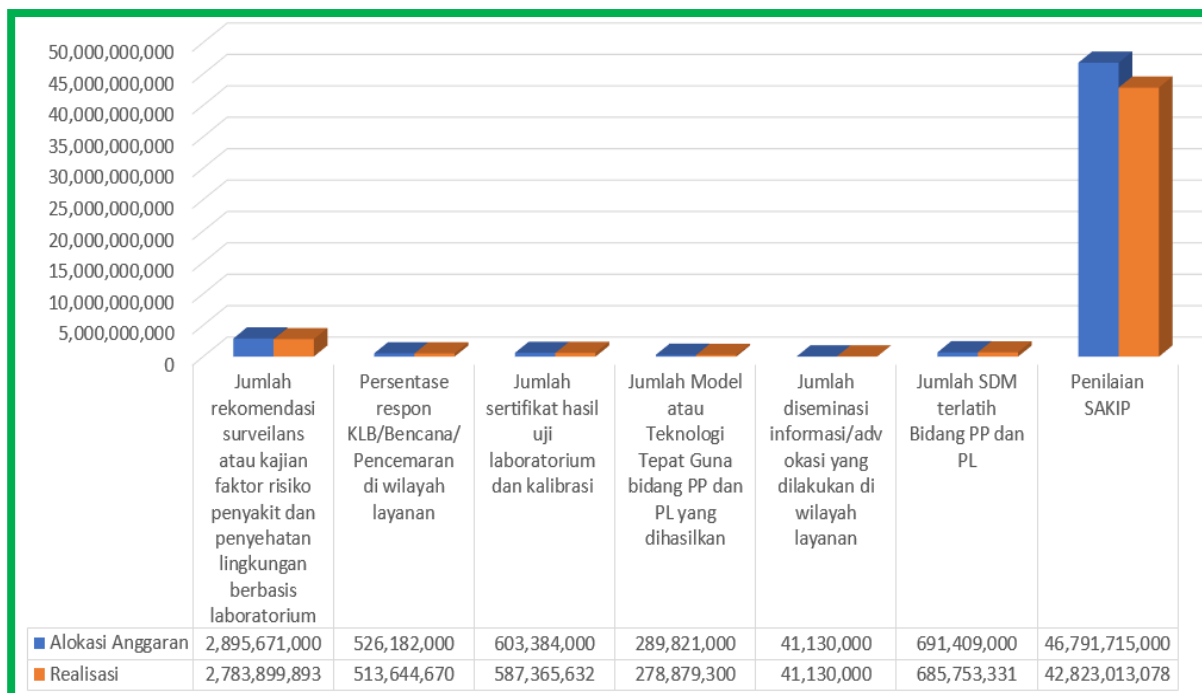 50,000,000,000
45,000,000,000
40,000,000,000
35,000,000,000
30,000,000,000
25,000,000,000
20,000,000,000
15,000,000,000
10,000,000,000
5,000,000,000
0
Jumlah
rekomendasi
surveilans
atau kajian
faktor risiko
penyakit dan
penyehatan
lingkungan
berbasis
laboratorium
Persentase
respon
KLB/Bencana/
Pencemaran
di wilayah
layanan
Jumlah
sertifikat hasil
uji
laboratorium
dan kalibrasi
Jumlah Model
atau
Teknologi
Tepat Guna
bidang PP dan
PL yang
dihasilkan
Jumlah
diseminasi
informasi/adv
okasi yang
dilakukan di
wilayah
layanan
Jumlah SDM
terlatih
Bidang PP dan
PL
Penilaian
SAKIP
Alokasi Anggaran 2,895,671,000 526,182,000 603,384,000 289,821,000 41,130,000 691,409,000 46,791,715,000
Realisasi 2,783,899,893 513,644,670 587,365,632 278,879,300 41,130,000 685,753,331 42,823,013,078